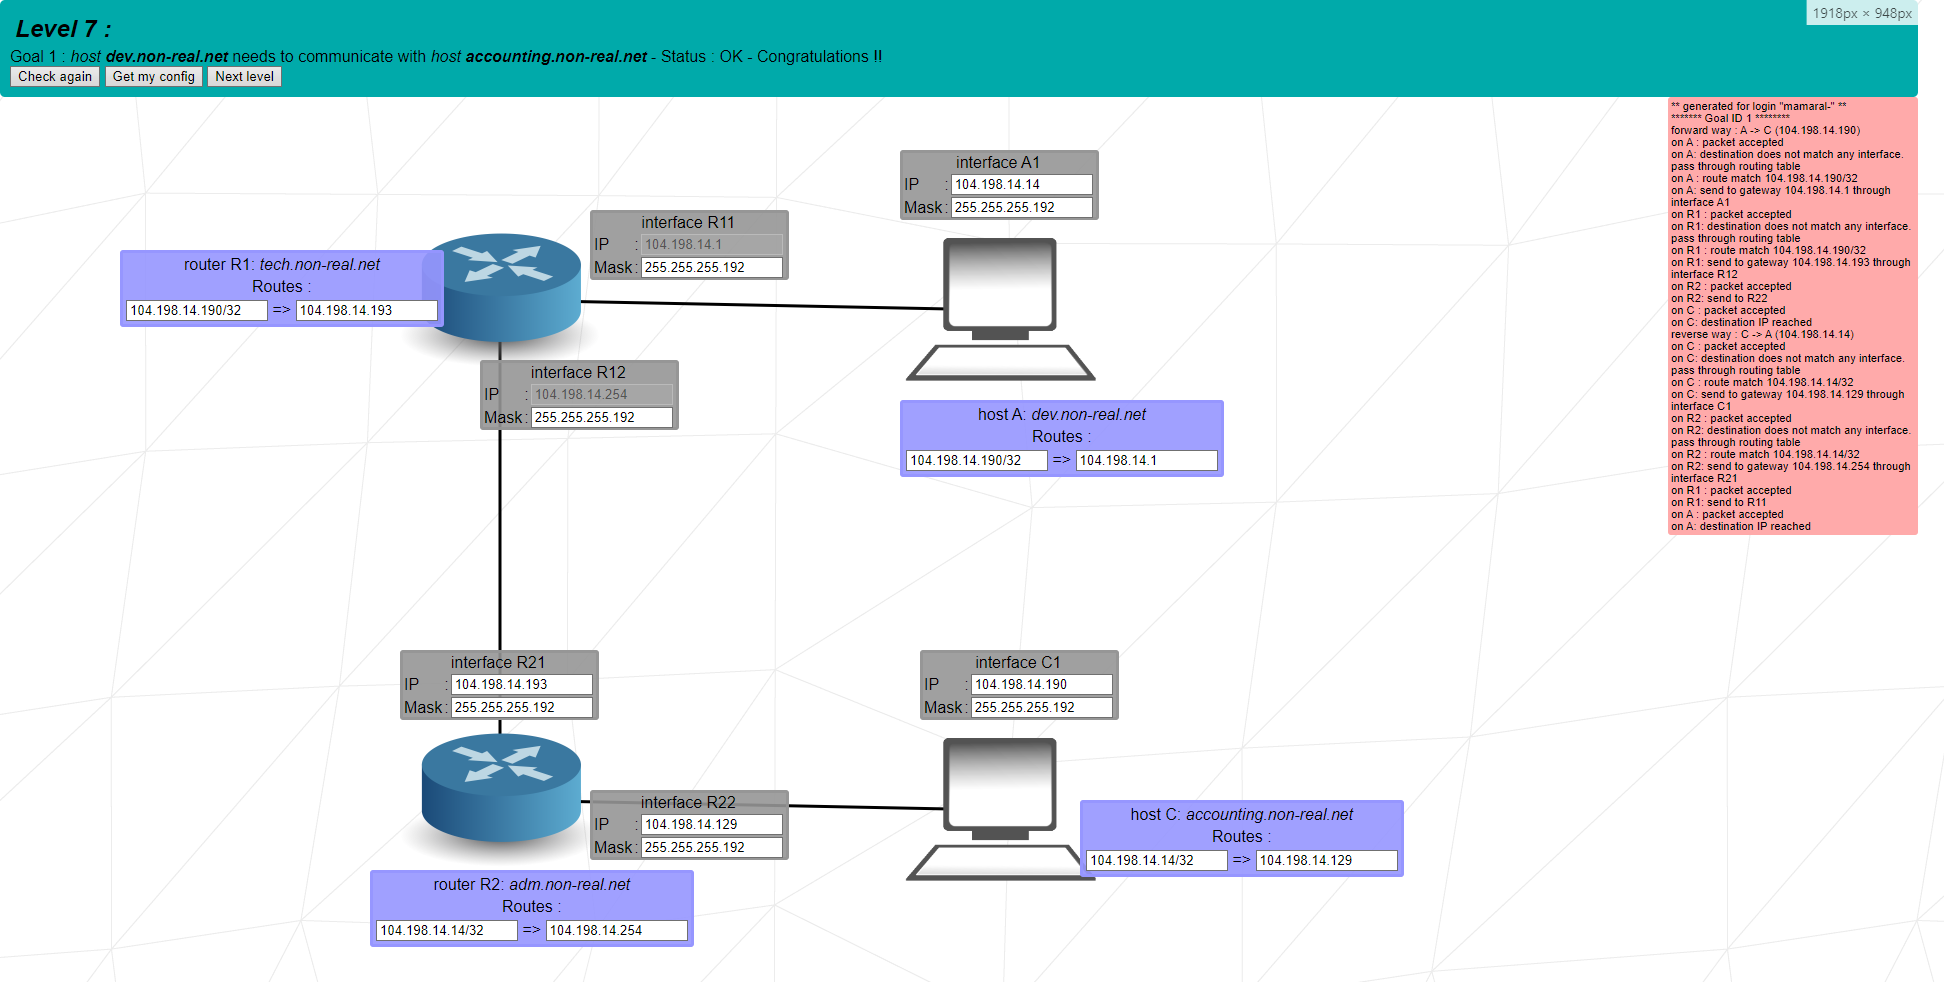 1918px × 948px
Level 7 :
Goal 1 : host dev.non-real.net needs to communicate with host accounting.non-real.net - Status : OK - Congratulations !!
Check again Get my config Next level
** generated for login "mamaral-" **
******* Goal ID 1 ********
forward way : A -> C (104.198.14.190)
on A : packet accepted
on A: destination does not match any interface.
pass through routing table
on A : route match 104.198.14.190/32
on A: send to gateway 104.198.14.1 through
interface A1
on R1 : packet accepted
on R1: destination does not match any interface.
pass through routing table
on R1 : route match 104.198.14.190/32
on R1: send to gateway 104.198.14.193 through
interface R12
on R2 : packet accepted
on R2: send to R22
on C : packet accepted
on C: destination IP reached
reverse way : C -> A (104.198.14.14)
on C : packet accepted
on C: destination does not match any interface.
pass through routing table
on C : route match 104.198.14.14/32
on C: send to gateway 104.198.14.129 through
interface C1
on R2 : packet accepted
on R2: destination does not match any interface.
pass through routing table
on R2 : route match 104.198.14.14/32
on R2: send to gateway 104.198.14.254 through
interface R21
on R1 : packet accepted
on R1: send to R11
on A : packet accepted
on A: destination IP reached
interface A1
IP : 104.198.14.14
Mask : 255.255.255.192
interface R11
IP : 104.198.14.1
Mask : 255.255.255.192
router R1: tech.non-real.net
Routes :
104.198.14.190/32 => 104.198.14.193
interface R12
IP : 104.198.14.254
Mask : 255.255.255.192
host A: dev.non-real.net
Routes :
104.198.14.190/32 => 104.198.14.1
interface R21
IP : 104.198.14.193
Mask : 255.255.255.192
interface C1
IP : 104.198.14.190
Mask : 255.255.255.192
interface R22
IP : 104.198.14.129
Mask : 255.255.255.192
host C: accounting.non-real.net
Routes :
104.198.14.14/32 => 104.198.14.129
router R2: adm.non-real.net
Routes :
104.198.14.14/32 => 104.198.14.254